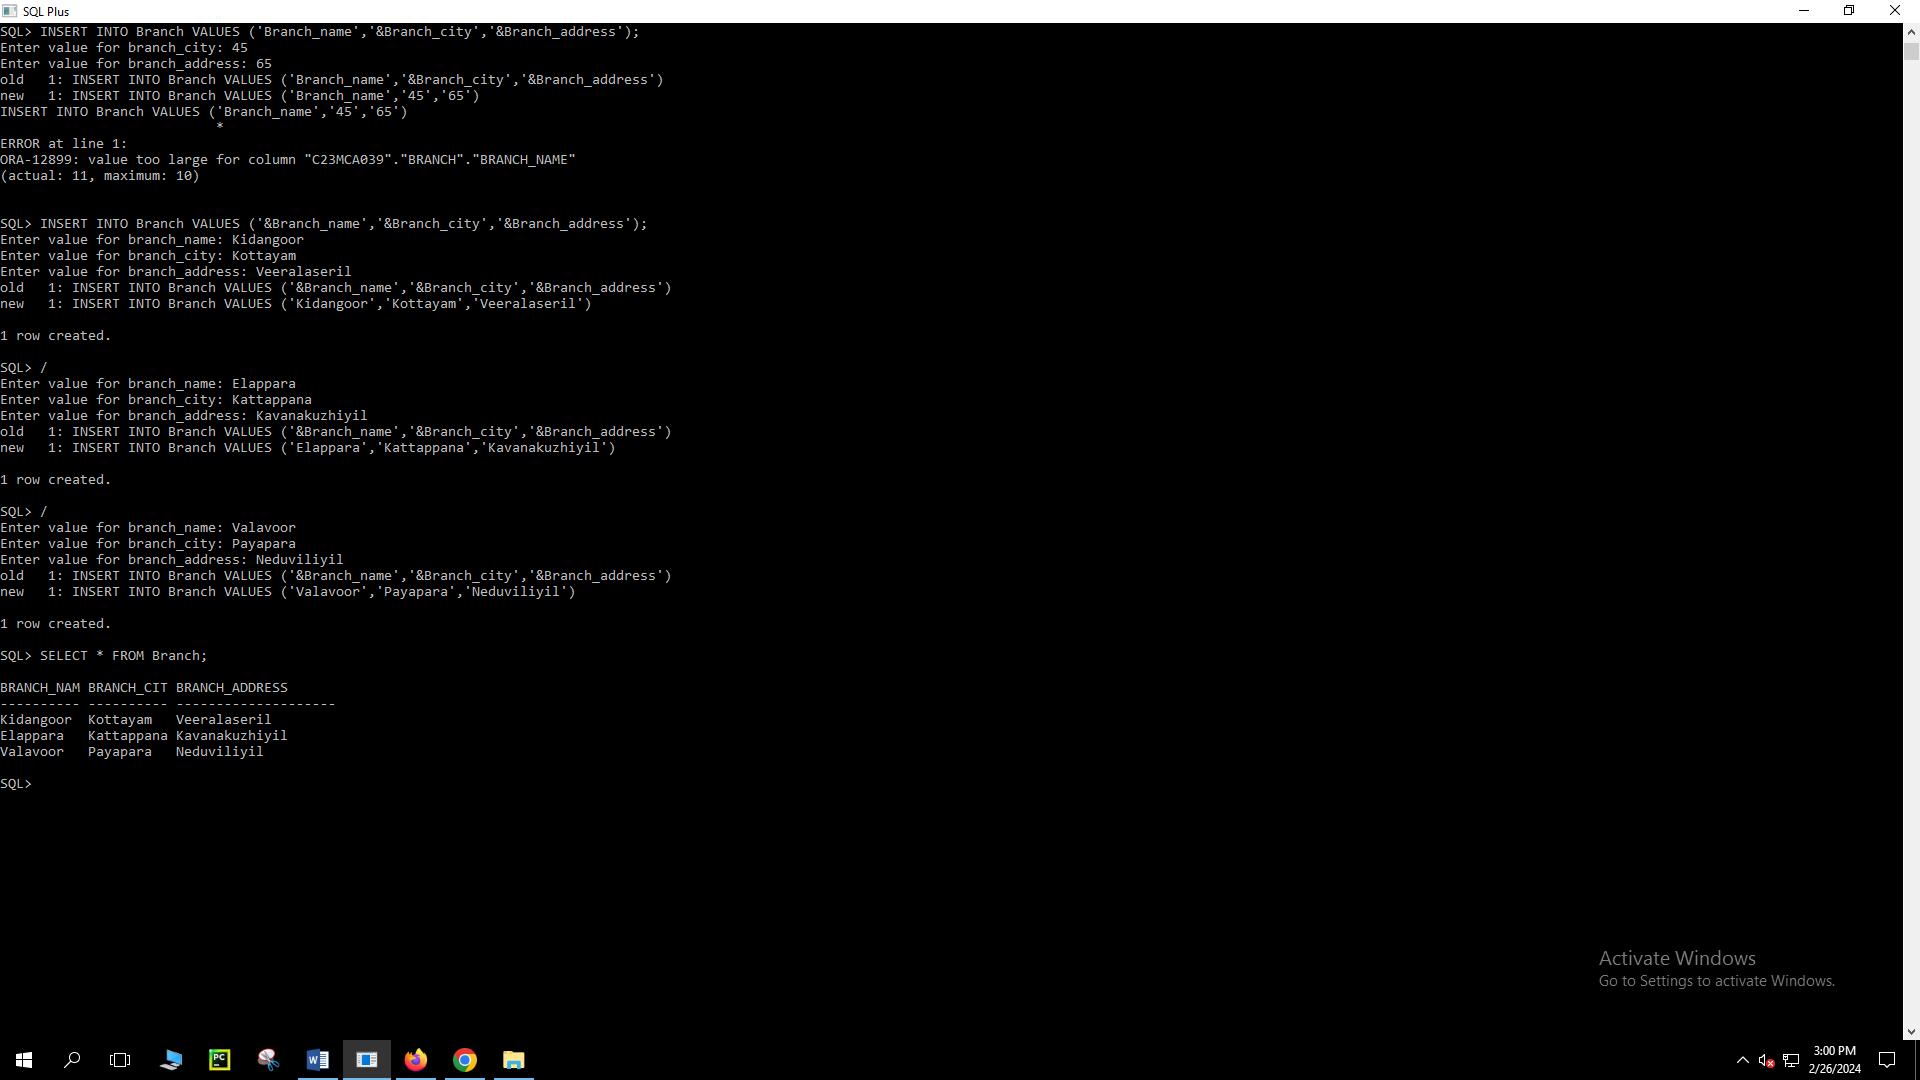 SQL Plus
SQL> INSERT INTO Branch VALUES ('Branch_name','&Branch_city','&Branch_address');
Enter value for branch_city: 45
Enter value for branch_address: 65
old   1: INSERT INTO Branch VALUES ('Branch_name','&Branch_city','&Branch_address')
new   1: INSERT INTO Branch VALUES ('Branch_name','45','65')
INSERT INTO Branch VALUES ('Branch_name','45','65')
                           *
ERROR at line 1:
ORA-12899: value too large for column "C23MCA039"."BRANCH"."BRANCH_NAME"
(actual: 11, maximum: 10)
SQL> INSERT INTO Branch VALUES ('&Branch_name','&Branch_city','&Branch_address');
Enter value for branch_name: Kidangoor
Enter value for branch_city: Kottayam
Enter value for branch_address: Veeralaseril
old   1: INSERT INTO Branch VALUES ('&Branch_name','&Branch_city','&Branch_address')
new   1: INSERT INTO Branch VALUES ('Kidangoor','Kottayam','Veeralaseril')
1 row created.
SQL> /
Enter value for branch_name: Elappara
Enter value for branch_city: Kattappana
Enter value for branch_address: Kavanakuzhiyil
old   1: INSERT INTO Branch VALUES ('&Branch_name','&Branch_city','&Branch_address')
new   1: INSERT INTO Branch VALUES ('Elappara','Kattappana','Kavanakuzhiyil')
1 row created.
SQL> /
Enter value for branch_name: Valavoor
Enter value for branch_city: Payapara
Enter value for branch_address: Neduviliyil
old   1: INSERT INTO Branch VALUES ('&Branch_name','&Branch_city','&Branch_address')
new   1: INSERT INTO Branch VALUES ('Valavoor','Payapara','Neduviliyil')
1 row created.
SQL> SELECT * FROM Branch;
BRANCH_NAM BRANCH_CIT BRANCH_ADDRESS
---------- ---------- --------------------
Kidangoor  Kottayam   Veeralaseril
Elappara   Kattappana Kavanakuzhiyil
Valavoor   Payapara   Neduviliyil
SQL>
Activate Windows
Go to Settings to activate Windows.
PC
W
3:00 PM
2/26/2024